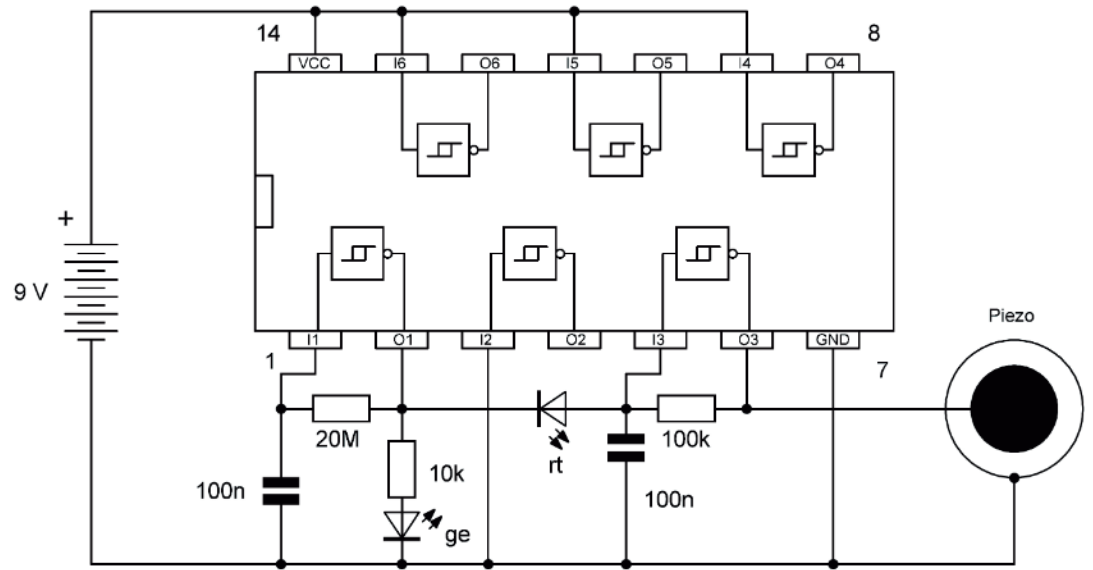 14
8
VCC
I6
O6
I5
O5
I4
O4
+
9 V
I1
O1
I2
O2
I3
O3
GND
1
7
Piezo
20M
100k
rt
10k
100n
100n
ge